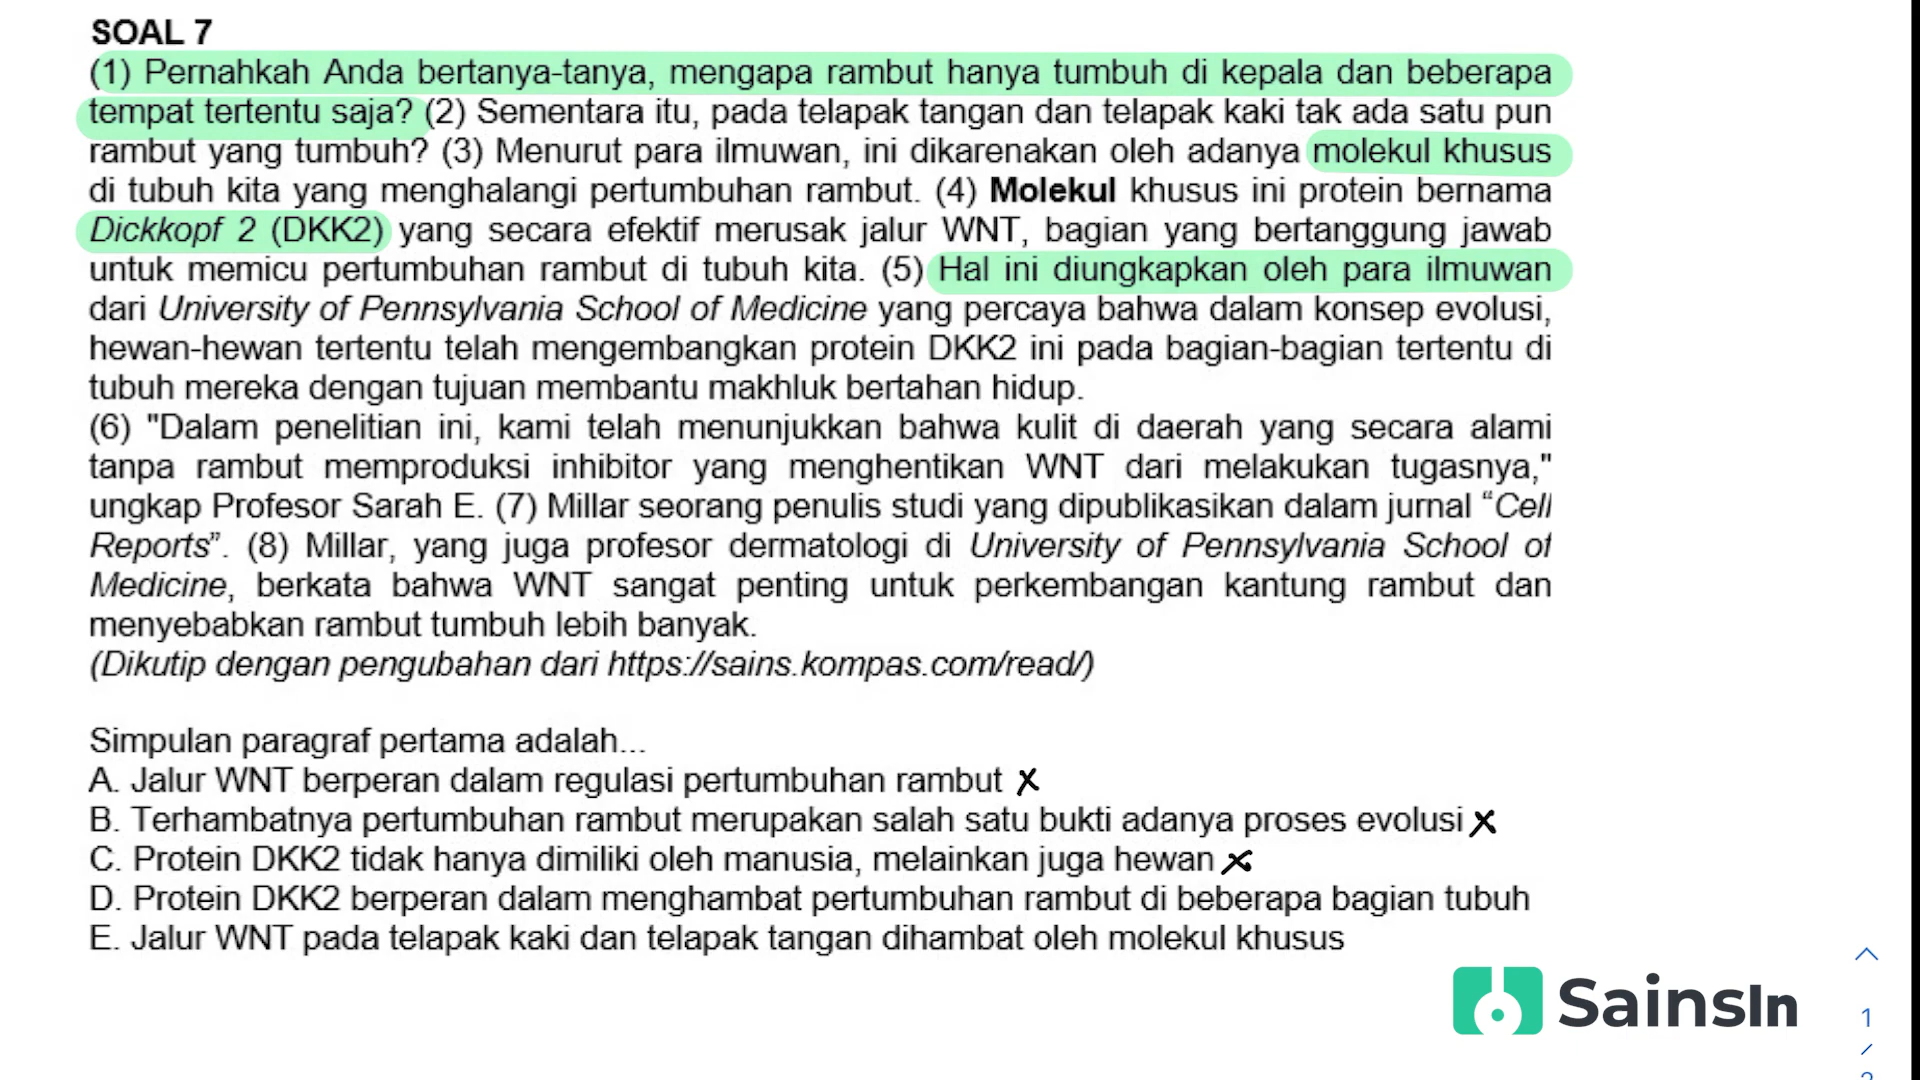 SOAL 7
(1) Pernahkah Anda bertanya-tanya, mengapa rambut hanya tumbuh di kepala dan beberapa
tempat tertentu saja? (2) Sementara itu, pada telapak tangan dan telapak kaki tak ada satu pun
rambut yang tumbuh? (3) Menurut para ilmuwan, ini dikarenakan oleh adanya molekul khusus
di tubuh kita yang menghalangi pertumbuhan rambut. (4) Molekul khusus ini protein bernama
Dickkopf 2 (DKK2) yang secara efektif merusak jalur WNT, bagian yang bertanggung jawab
untuk memicu pertumbuhan rambut di tubuh kita. (5) Hal ini diungkapkan oleh para ilmuwan
dari University of Pennsylvania School of Medicine yang percaya bahwa dalam konsep evolusi,
hewan-hewan tertentu telah mengembangkan protein DKK2 ini pada bagian-bagian tertentu di
tubuh mereka dengan tujuan membantu makhluk bertahan hidup.
(6) "Dalam penelitian ini, kami telah menunjukkan bahwa kulit di daerah yang secara alami
tanpa rambut memproduksi inhibitor yang menghentikan WNT dari melakukan tugasnya,"
ungkap Profesor Sarah E. (7) Millar seorang penulis studi yang dipublikasikan dalam jurnal “Cell
Reports”. (8) Millar, yang juga profesor dermatologi di University of Pennsylvania School of
Medicine, berkata bahwa WNT sangat penting untuk perkembangan kantung rambut dan
menyebabkan rambut tumbuh lebih banyak.
(Dikutip dengan pengubahan dari https://sains.kompas.com/read/)
Simpulan paragraf pertama adalah...
A. Jalur WNT berperan dalam regulasi pertumbuhan rambut x
B. Terhambatnya pertumbuhan rambut merupakan salah satu bukti adanya proses evolusi x
C. Protein DKK2 tidak hanya dimiliki oleh manusia, melainkan juga hewan x
D. Protein DKK2 berperan dalam menghambat pertumbuhan rambut di beberapa bagian tubuh
E. Jalur WNT pada telapak kaki dan telapak tangan dihambat oleh molekul khusus
SainsIn
1
/